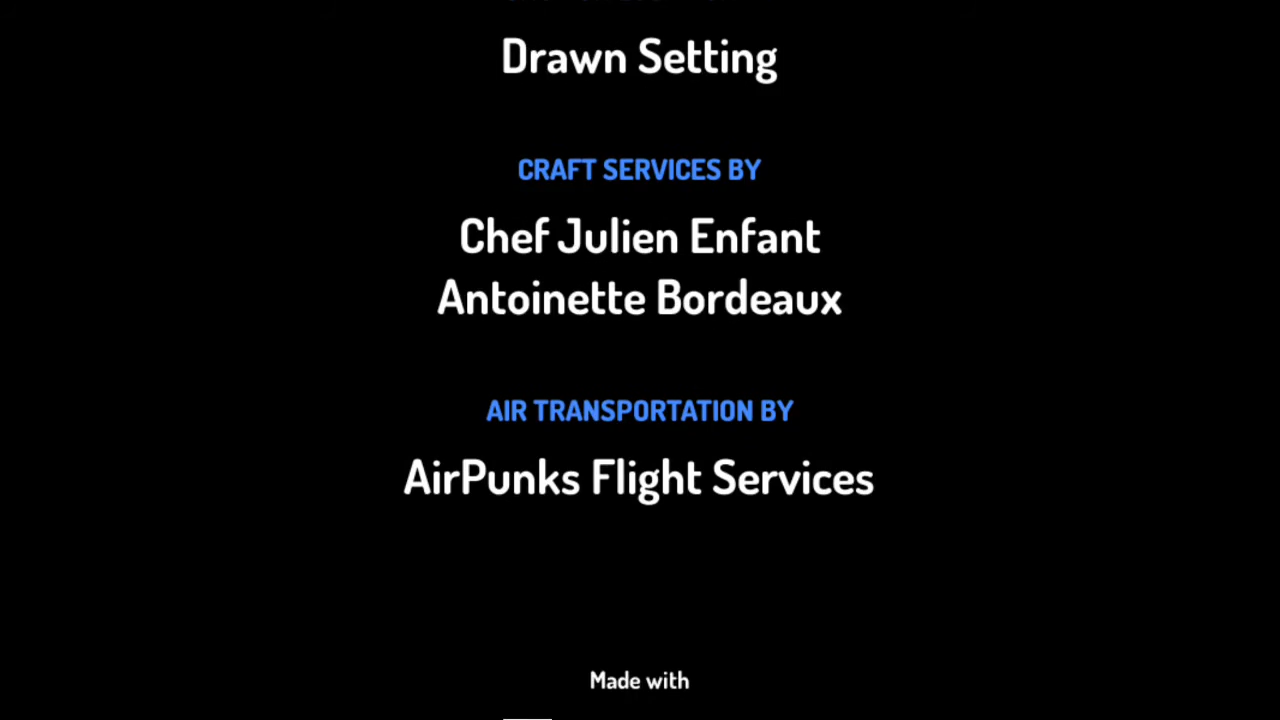 Drawn Setting
CRAFT SERVICES BY
Chef Julien Enfant
Antoinette Bordeaux
AIR TRANSPORTATION BY
AirPunks Flight Services
Made with